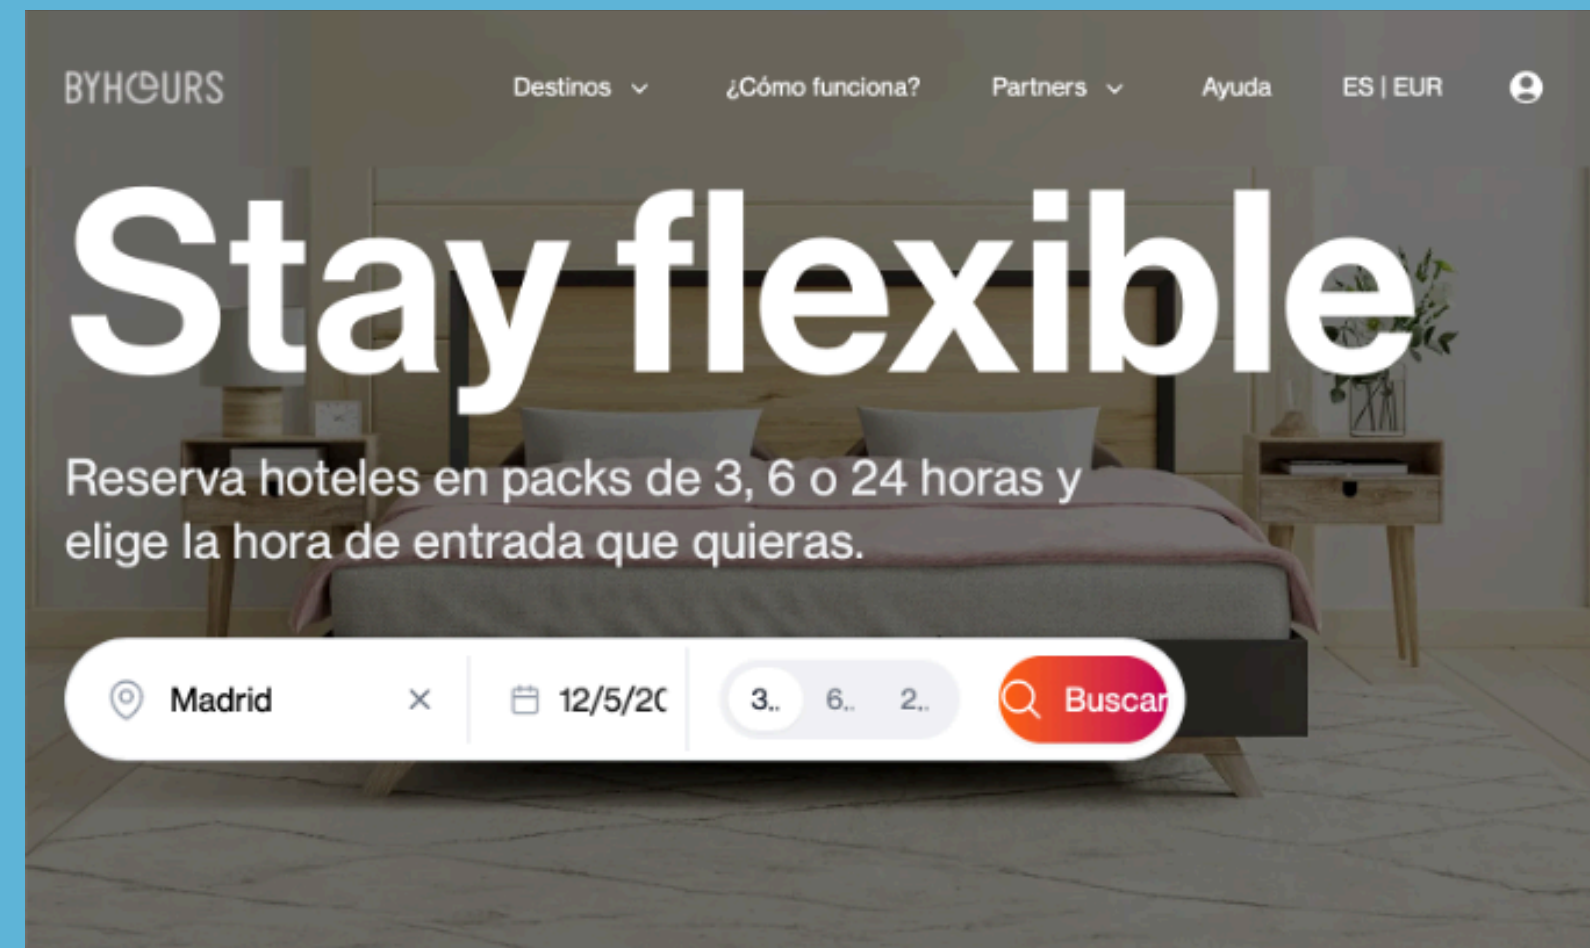 BYHOURS
Destinos
¿Cómo funciona?
Partners
Ayuda
ES | EUR
Stay flexible
Reserva hoteles en packs de 3, 6 o 24 horas y
elige la hora de entrada que quieras.
Madrid
12/5/20
3..
6..
2..
Buscar